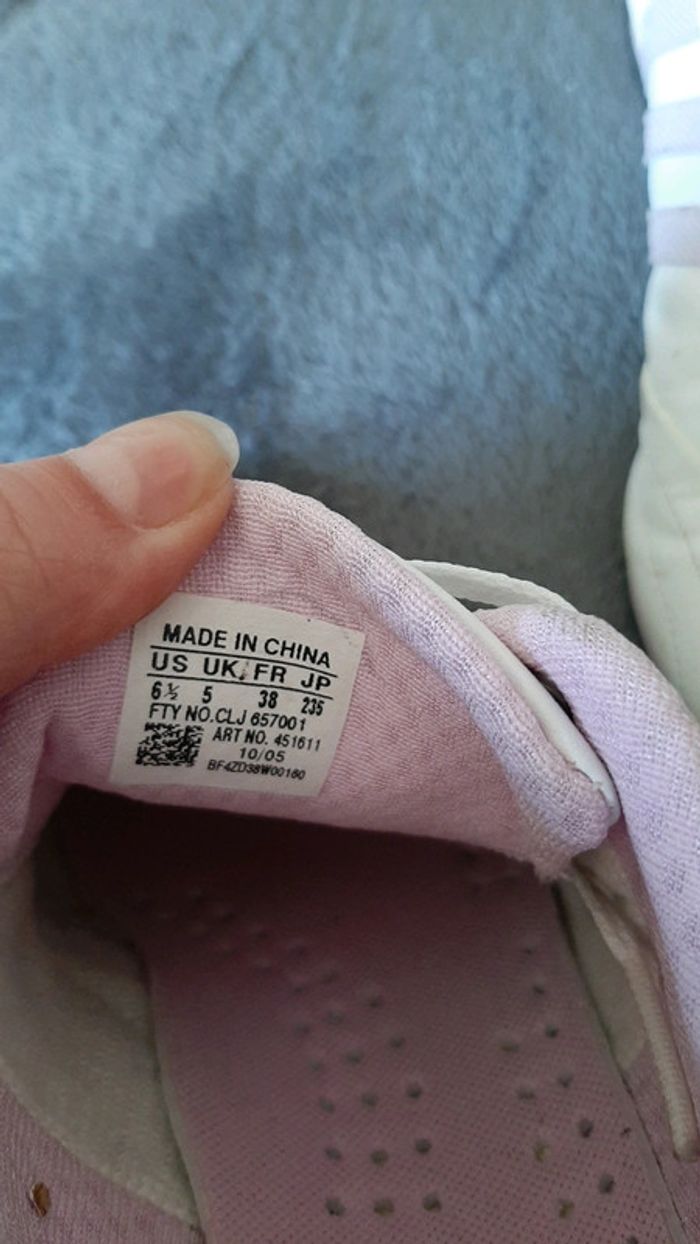 MADE IN CHINA
US UK FR JP
6½ 5 38 235
FTY NO.CLJ 657001
ART NO. 451611
10/05
BF4ZD38W00160